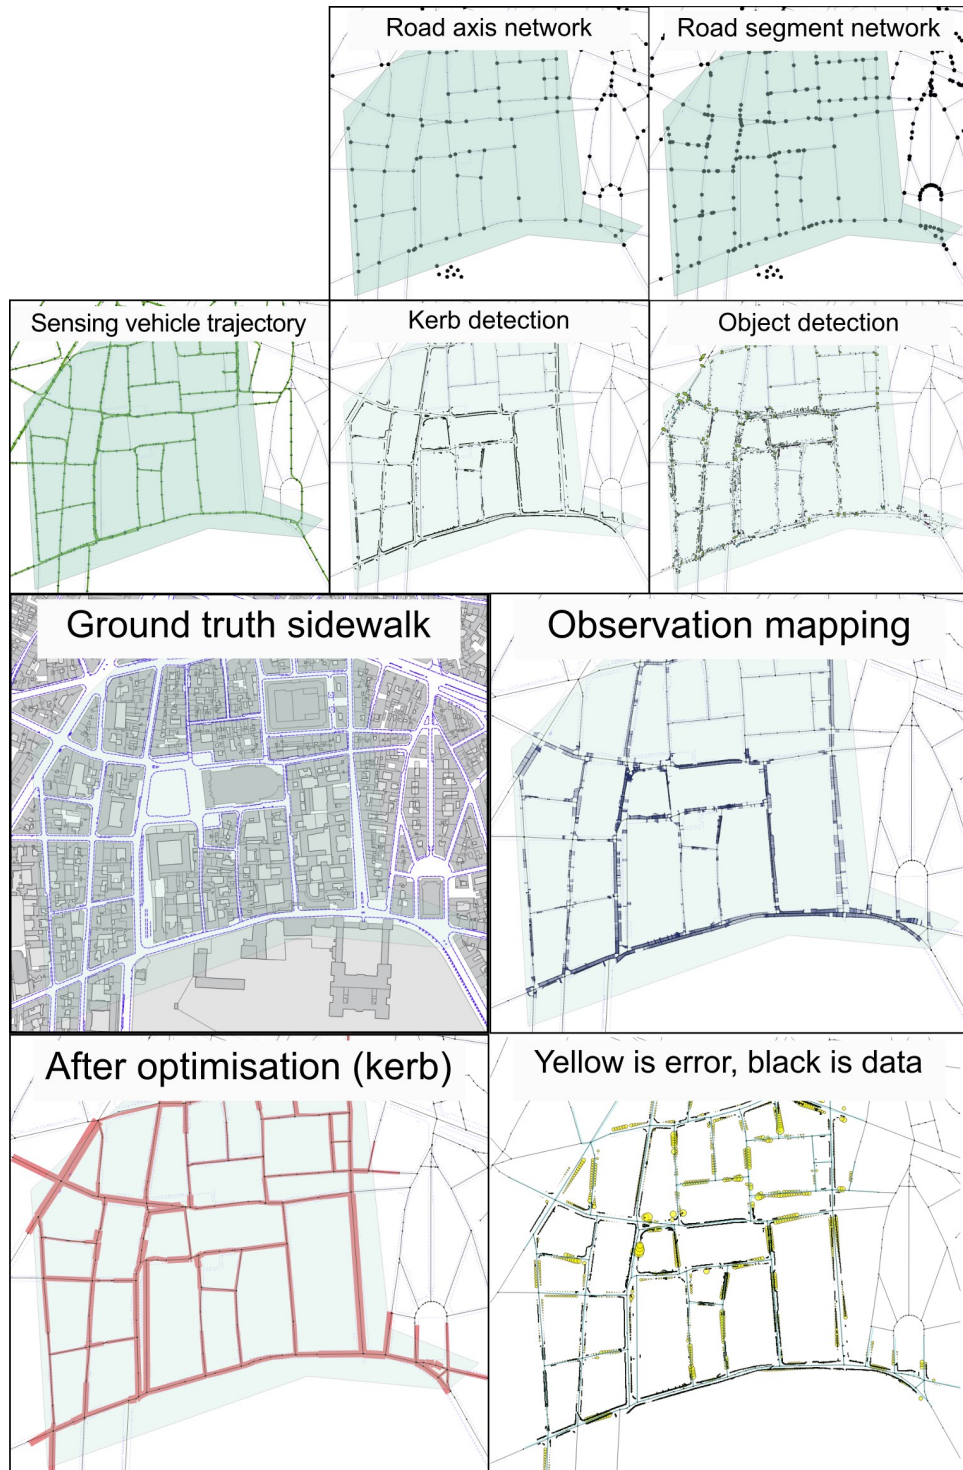 Road axis network
Road segment network
Sensing vehicle trajectory
Kerb detection
Object detection
Ground truth sidewalk
Observation mapping
After optimisation (kerb)
Yellow is error, black is data